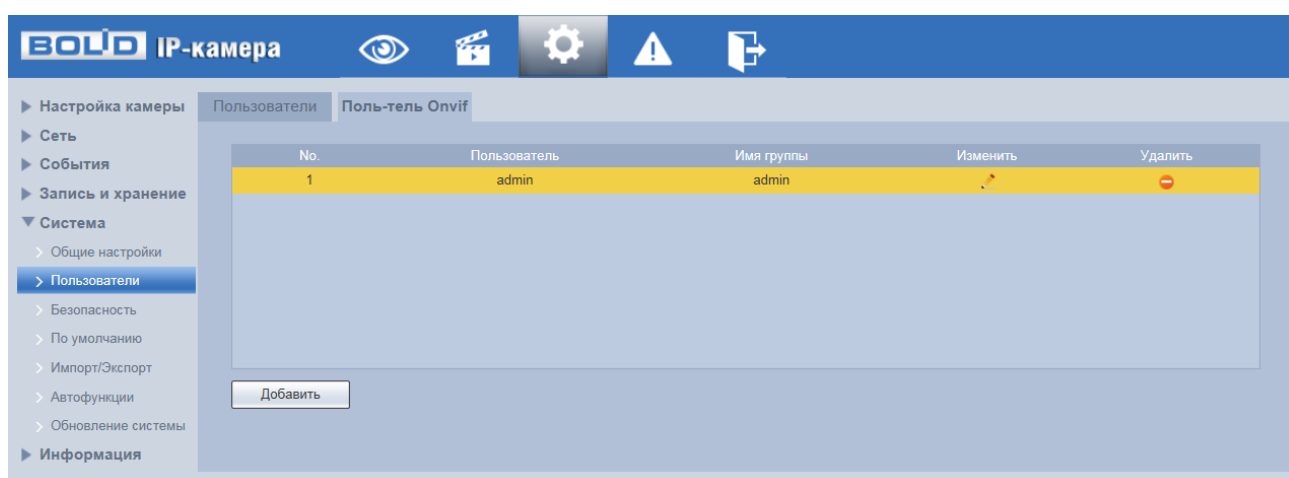 BOLID IP-камера
Настройка камеры
Сеть
События
Запись и хранение
Система
Общие настройки
Пользователи
Безопасность
По умолчанию
Импорт/Экспорт
Автофункции
Обновление системы
Информация
Пользователи Поль-тель Onvif
No. Пользователь Имя группы Изменить Удалить
1 admin admin
Добавить